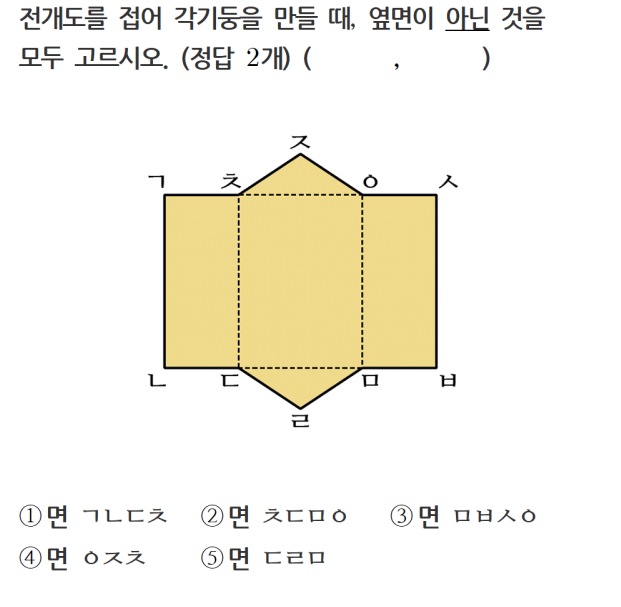 전개도를 접어 각기둥을 만들 때, 옆면이 아닌 것을
모두 고르시오. (정답 2개) ( , )
ㅈ
ㄱ ㅊ ㅇ ㅅ
ㄴ ㄷ ㅁ ㅂ
ㄹ
① 면 ㄱㄴㄷㅊ ② 면 ㅊㄷㅁㅇ ③ 면 ㅁㅂㅅㅇ
④ 면 ㅇㅈㅊ ⑤ 면 ㄷㄹㅁ